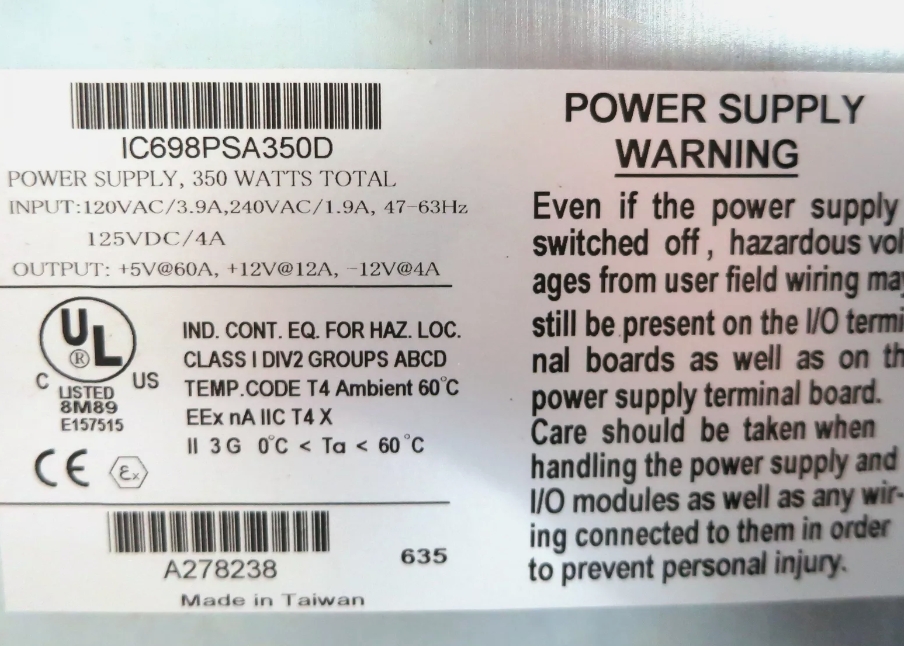 IC698PSA350D
POWER SUPPLY, 350 WATTS TOTAL
INPUT:120VAC/3.9A,240VAC/1.9A, 47-63Hz
125VDC/4A
OUTPUT: +5V@60A, +12V@12A, -12V@4A
UL
®
C US
LISTED
8M89
E157515
IND. CONT. EQ. FOR HAZ. LOC.
CLASS I DIV2 GROUPS ABCD
TEMP.CODE T4 Ambient 60°C
EEx nA IIC T4 X
II 3G 0°C < Ta < 60°C
CE Ex
A278238
635
Made in Taiwan
POWER SUPPLY
WARNING
Even if the power supply
switched off, hazardous vol
ages from user field wiring may
still be present on the I/O termi
nal boards as well as on th
power supply terminal board.
Care should be taken when
handling the power supply and
I/O modules as well as any wir-
ing connected to them in order
to prevent personal injury.